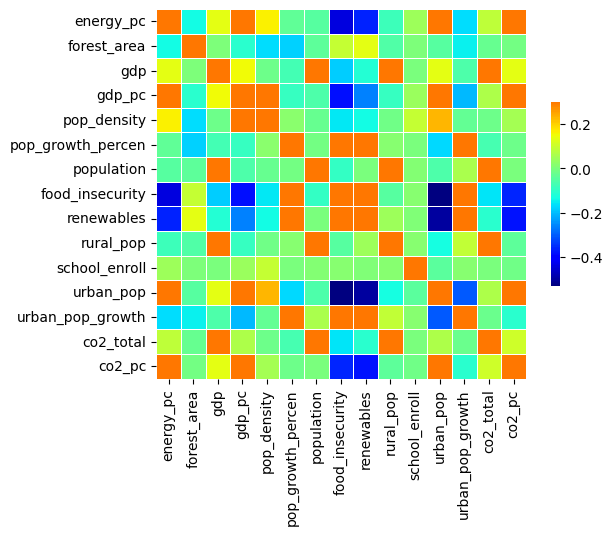 energy_pc
forest_area
gdp
gdp_pc
pop_density
pop_growth_percen
population
food_insecurity
renewables
rural_pop
school_enroll
urban_pop
urban_pop_growth
co2_total
co2_pc
0.2
0.0
−0.2
−0.4
energy_pc
forest_area
gdp
gdp_pc
pop_density
pop_growth_percen
population
food_insecurity
renewables
rural_pop
school_enroll
urban_pop
urban_pop_growth
co2_total
co2_pc